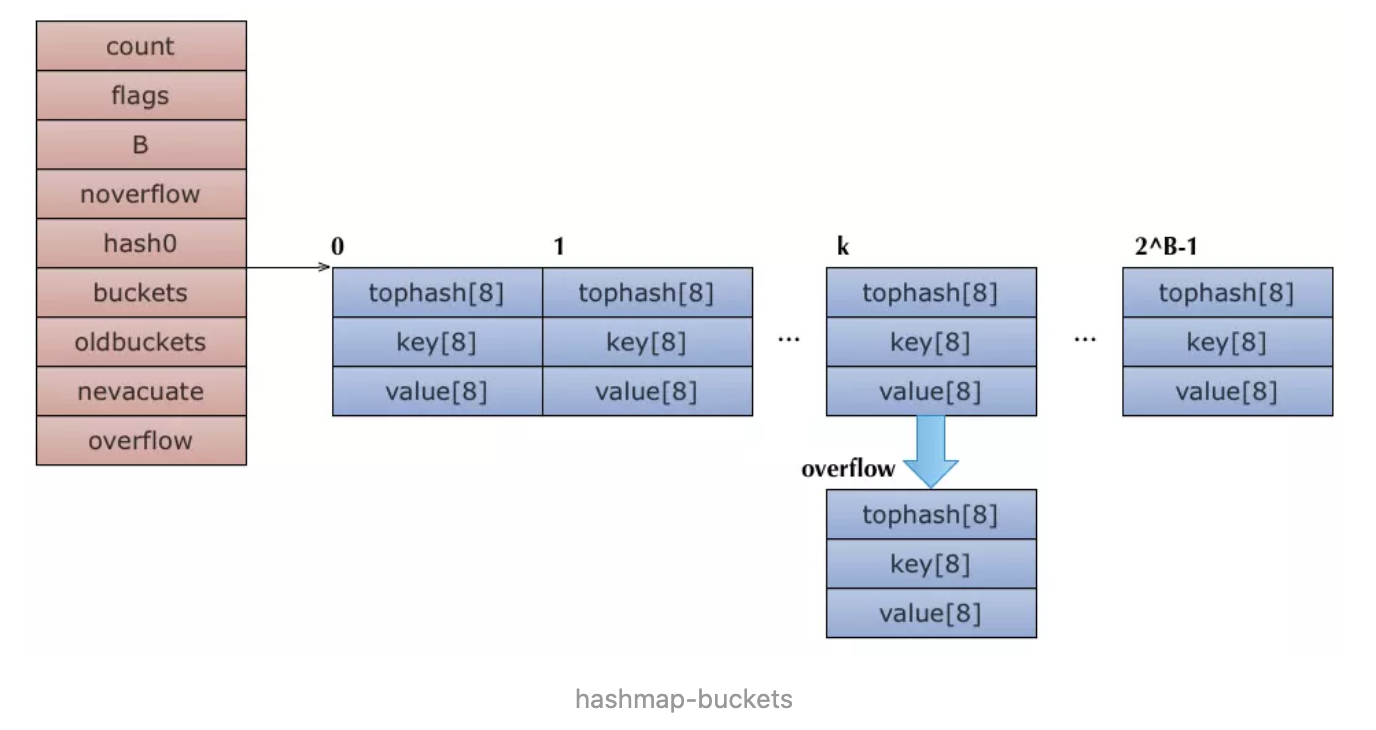 count
flags
B
noverflow
hash0
buckets
oldbuckets
nevacuate
overflow
0 1 k 2^B-1
tophash[8] tophash[8] tophash[8] tophash[8]
key[8] key[8] ... key[8] ... key[8]
value[8] value[8] value[8] value[8]
overflow
tophash[8]
key[8]
value[8]
hashmap-buckets